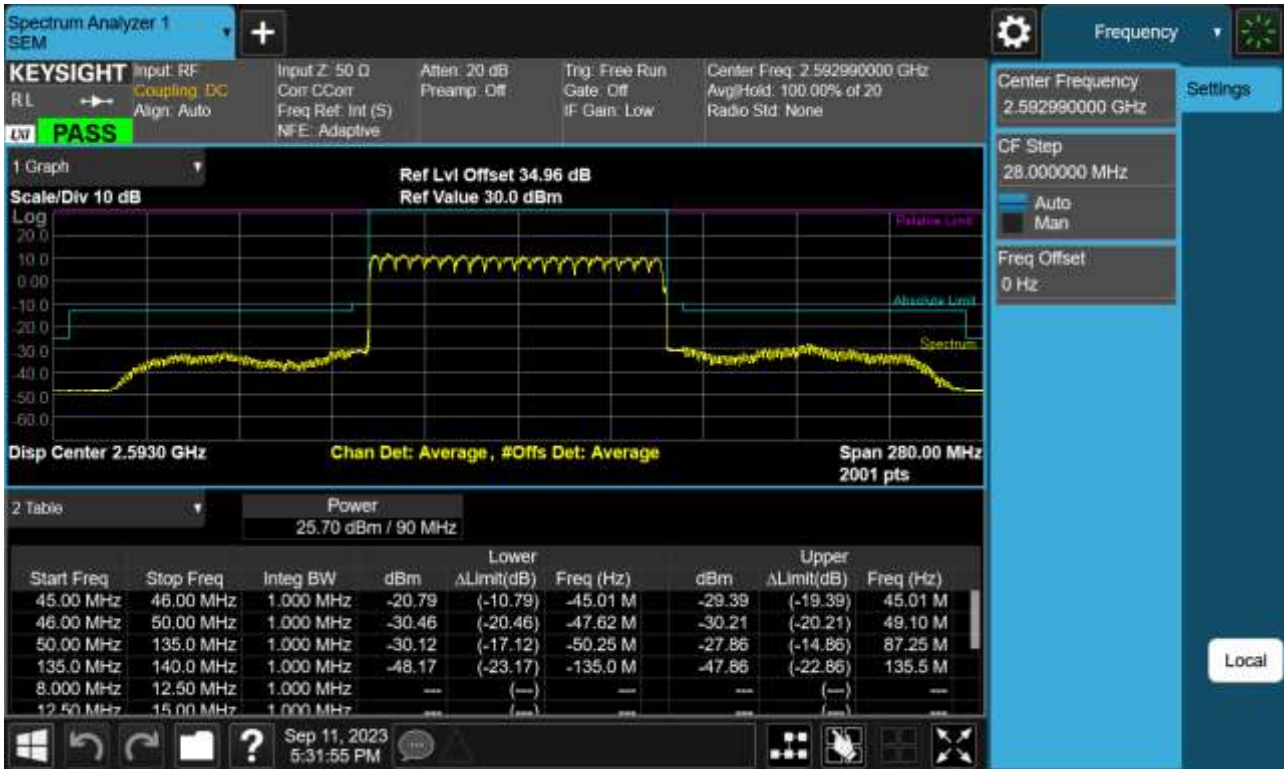 Spectrum Analyzer 1
SEM
+
Frequency
KEYSIGHT
RL
LXI PASS
Input: RF
Coupling: DC
Align: Auto
Input Z: 50 Ω
Corr CCorr
Freq Ref: Int (S)
NFE: Adaptive
Atten: 20 dB
Preamp: Off
Trig: Free Run
Gate: Off
IF Gain: Low
Center Freq: 2.592990000 GHz
Avg|Hold: 100.00% of 20
Radio Std: None
Center Frequency
2.592990000 GHz
Settings
CF Step
28.000000 MHz
Auto
Man
Freq Offset
0 Hz
1 Graph
Scale/Div 10 dB
Ref Lvl Offset 34.96 dB
Ref Value 30.0 dBm
Log
20.0
10.0
0.00
-10.0
-20.0
-30.0
-40.0
-50.0
-60.0
Relative Limit
Absolute Limit
Spectrum
Disp Center 2.5930 GHz
Chan Det: Average, #Offs Det: Average
Span 280.00 MHz
2001 pts
2 Table
Power
25.70 dBm / 90 MHz
Lower Upper
Start Freq Stop Freq Integ BW dBm ΔLimit(dB) Freq (Hz) dBm ΔLimit(dB) Freq (Hz)
45.00 MHz 46.00 MHz 1.000 MHz -20.79 (-10.79) -45.01 M -29.39 (-19.39) 45.01 M
46.00 MHz 50.00 MHz 1.000 MHz -30.46 (-20.46) -47.62 M -30.21 (-20.21) 49.10 M
50.00 MHz 135.0 MHz 1.000 MHz -30.12 (-17.12) -50.25 M -27.86 (-14.86) 87.25 M
135.0 MHz 140.0 MHz 1.000 MHz -48.17 (-23.17) -135.0 M -47.86 (-22.86) 135.5 M
8.000 MHz 12.50 MHz 1.000 MHz --- (---) --- --- (---) ---
12.50 MHz 15.00 MHz 1.000 MHz --- (---) --- --- (---) ---
Local
?
Sep 11, 2023
5:31:55 PM